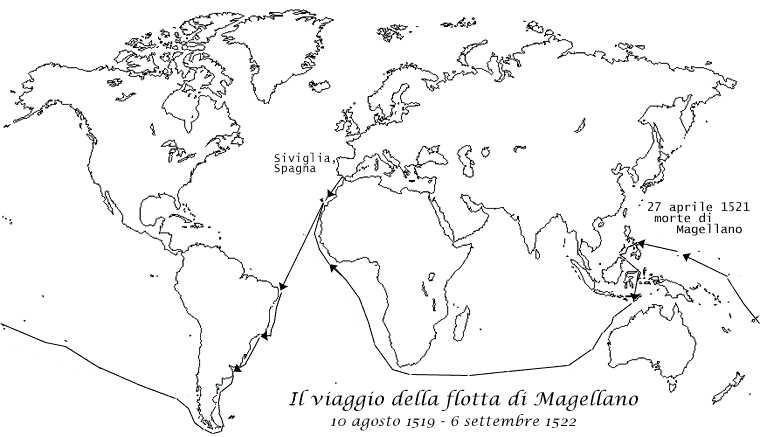 Siviglia,
Spagna
27 aprile 1521
morte di
Magellano
Il viaggio della flotta di Magellano
10 agosto 1519 - 6 settembre 1522